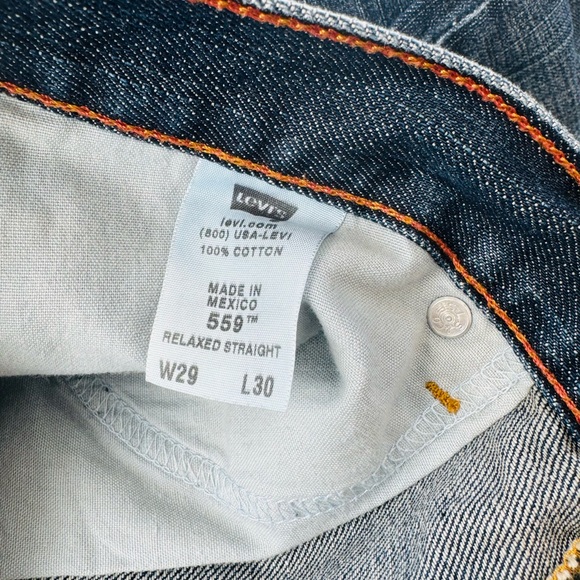 Levi's
levi.com
(800) USA-LEVI
100% COTTON
MADE IN
MEXICO
559™
RELAXED STRAIGHT
W29 L30